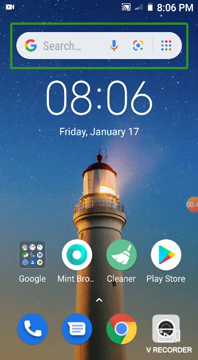 8:06 PM
Search...
08:06
Friday, January 17
Google
Mint Bro..
Cleaner
Play Store
V RECORDER